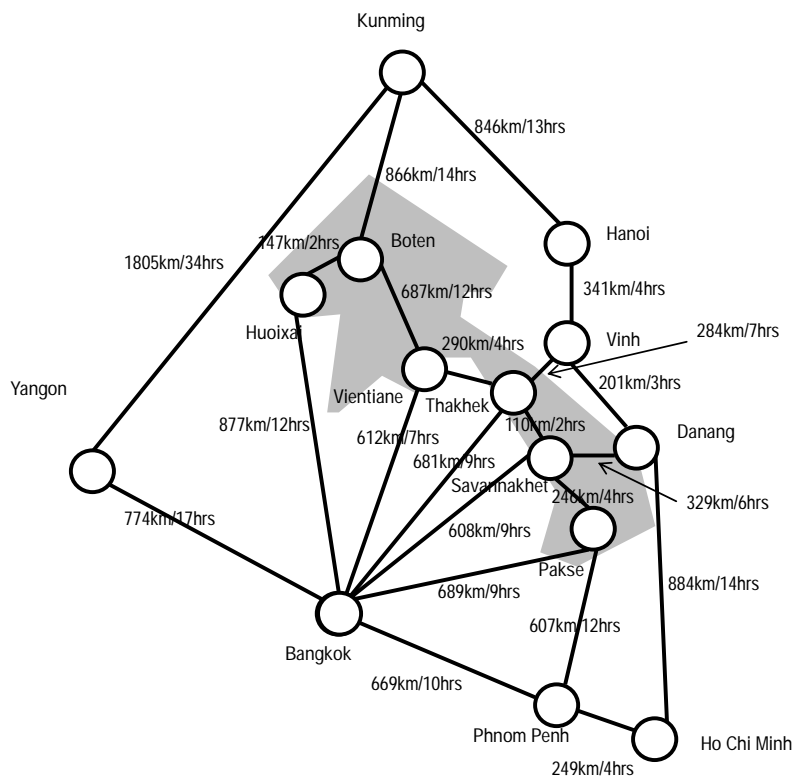 Kunming
846km/13hrs
866km/14hrs
Hanoi
Boten
147km/2hrs
1805km/34hrs
687km/12hrs
341km/4hrs
284km/7hrs
Huoixai
290km/4hrs
Vinh
201km/3hrs
Yangon
Vientiane
Thakhek
877km/12hrs
110km/2hrs
Danang
612km/7hrs
681km/9hrs
Savannakhet
246km/4hrs
329km/6hrs
774km/17hrs
608km/9hrs
Pakse
884km/14hrs
689km/9hrs
607km/12hrs
Bangkok
669km/10hrs
Phnom Penh
Ho Chi Minh
249km/4hrs